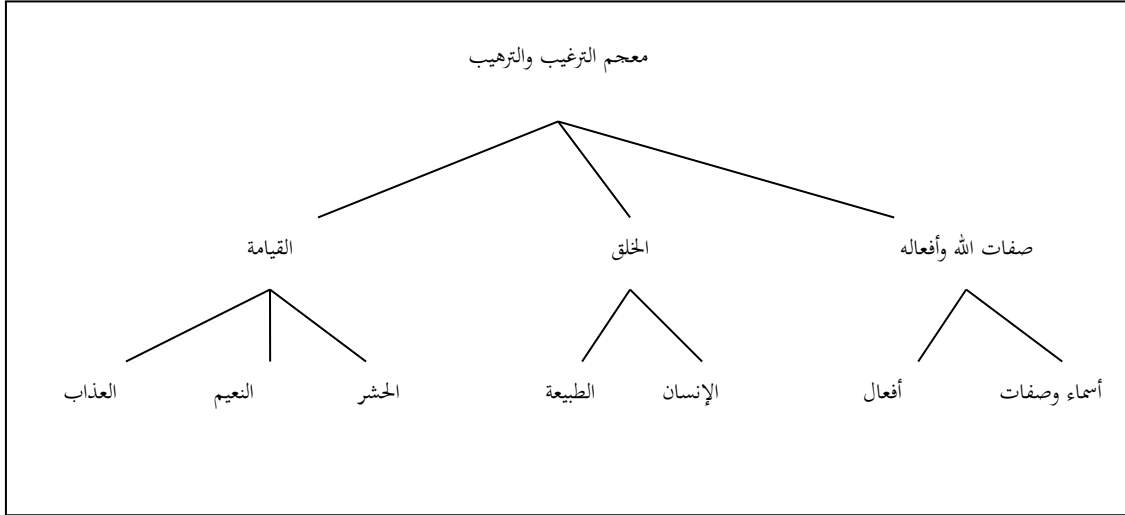 معجم الترغيب والترهيب
صفات الله وأفعاله الخلق القيامة
أسماء وصفات أفعال الإنسان الطبيعة الحشر النعيم العذاب